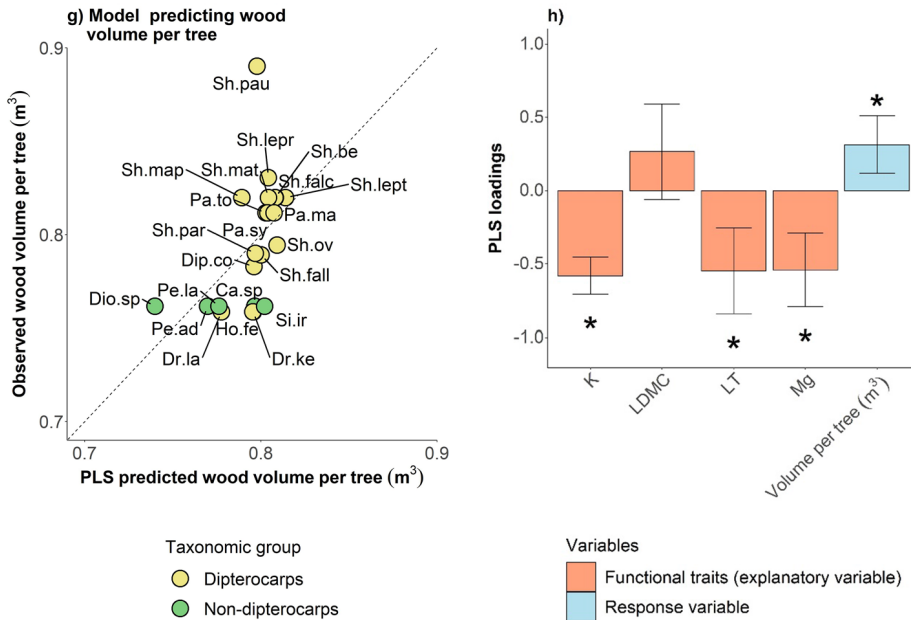 g) Model predicting wood
volume per tree
Observed wood volume per tree (m³)
0.9
0.8
0.7
Sh.pau
Sh.lepr
Sh.be
Sh.map
Sh.mat
Sh.falc
Sh.lept
Pa.to
Pa.ma
Sh.par
Pa.sy
Sh.ov
Dip.co
Sh.fall
Dio.sp
Pe.la
Ca.sp
Si.ir
Pe.ad
Ho.fe
Dr.la
Dr.ke
0.7
0.8
0.9
PLS predicted wood volume per tree (m³)
Taxonomic group
Dipterocarps
Non-dipterocarps
h)
PLS loadings
1.0
0.5
0.0
-0.5
-1.0
*
*
*
*
K
LDMC
LT
Mg
Volume per tree (m³)
Variables
Functional traits (explanatory variable)
Response variable